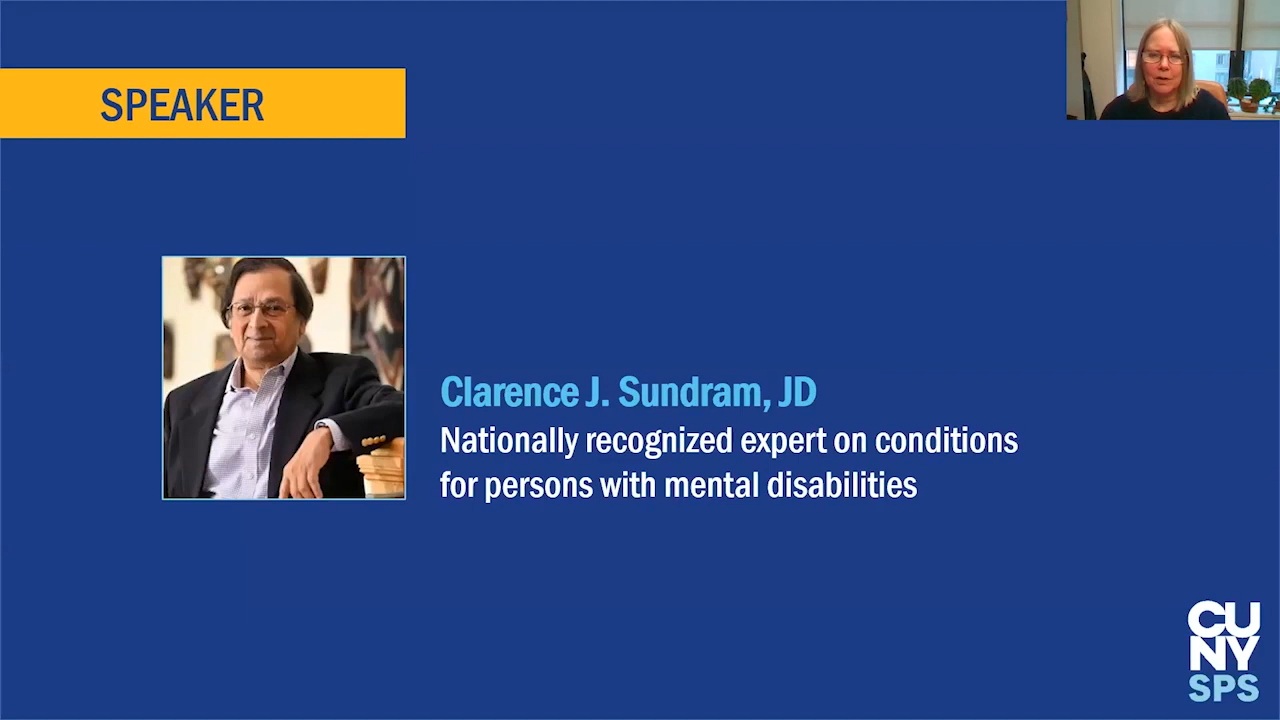 SPEAKER
Clarence J. Sundram, JD
Nationally recognized expert on conditions
for persons with mental disabilities
CU
NY
SPS